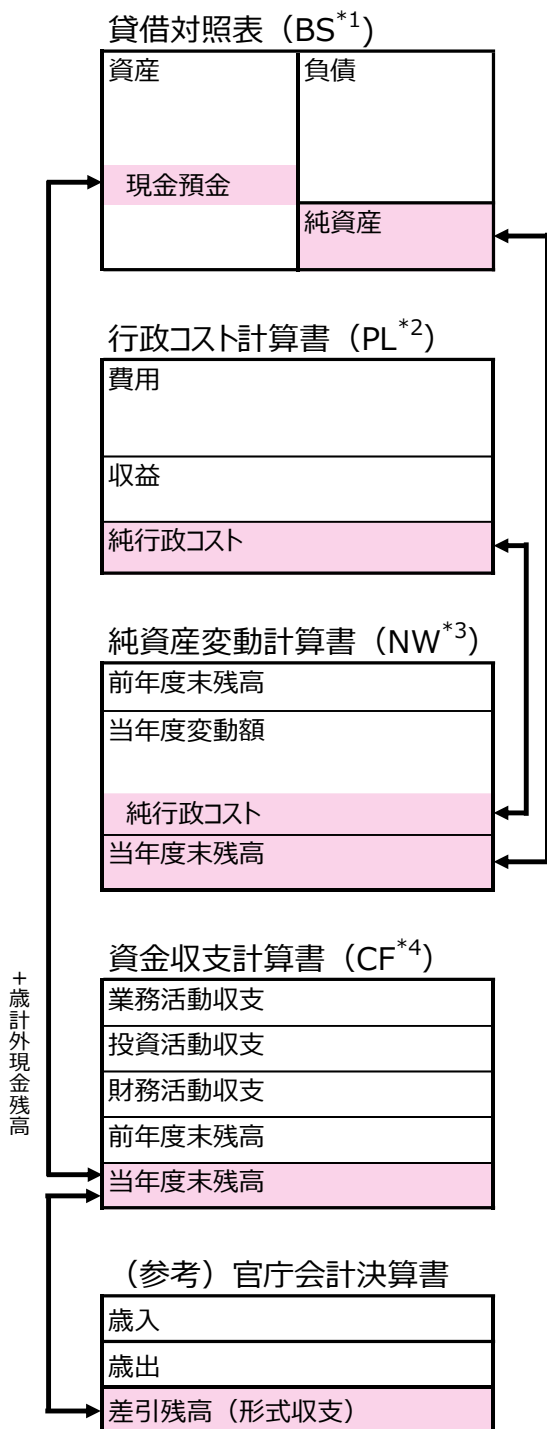 貸借対照表（BS*1)
資産
負債
現金預金
純資産
行政コスト計算書（PL*2）
費用
収益
純行政コスト
純資産変動計算書（NW*3）
前年度末残高
当年度変動額
純行政コスト
当年度末残高
資金収支計算書（CF*4）
業務活動収支
投資活動収支
財務活動収支
前年度末残高
当年度末残高
＋歳計外現金残高
（参考）官庁会計決算書
歳入
歳出
差引残高（形式収支）